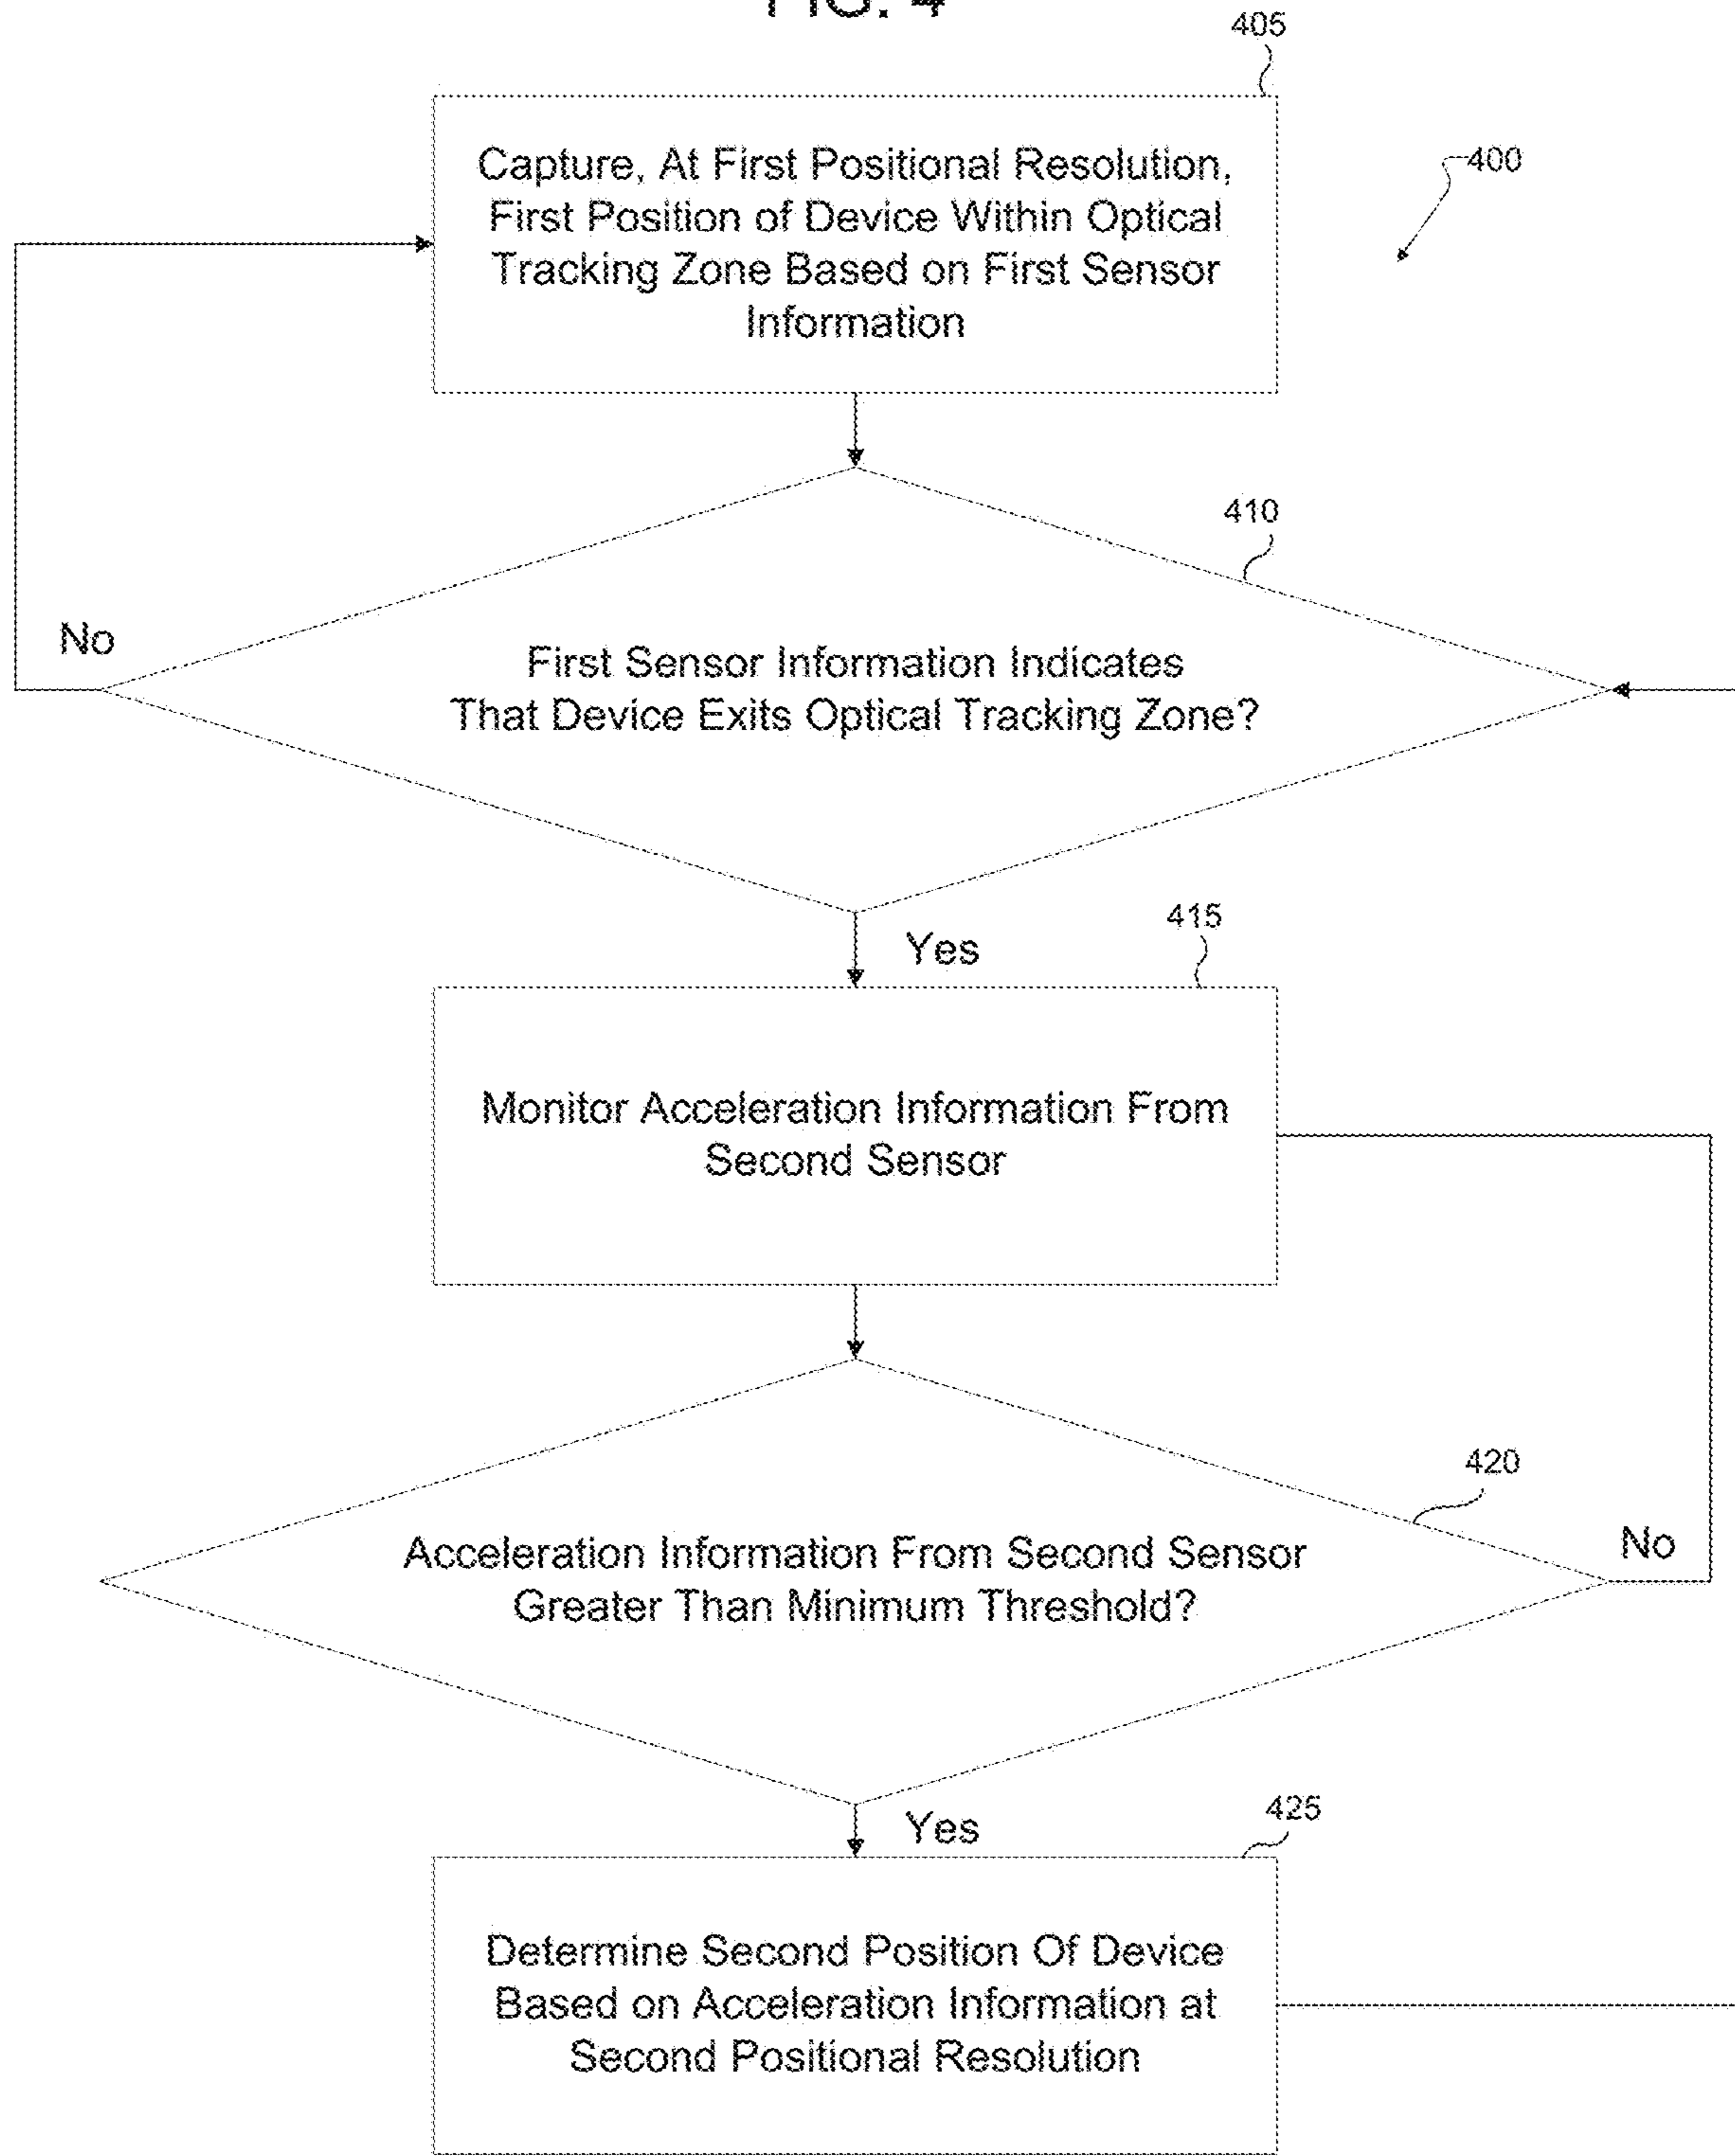 FIG. 4
405
400
Capture, At First Positional Resolution,
First Position of Device Within Optical
Tracking Zone Based on First Sensor
Information
410
No
First Sensor Information Indicates
That Device Exits Optical Tracking Zone?
415
Yes
Monitor Acceleration Information From
Second Sensor
420
No
Acceleration Information From Second Sensor
Greater Than Minimum Threshold?
425
Yes
Determine Second Position Of Device
Based on Acceleration Information at
Second Positional Resolution